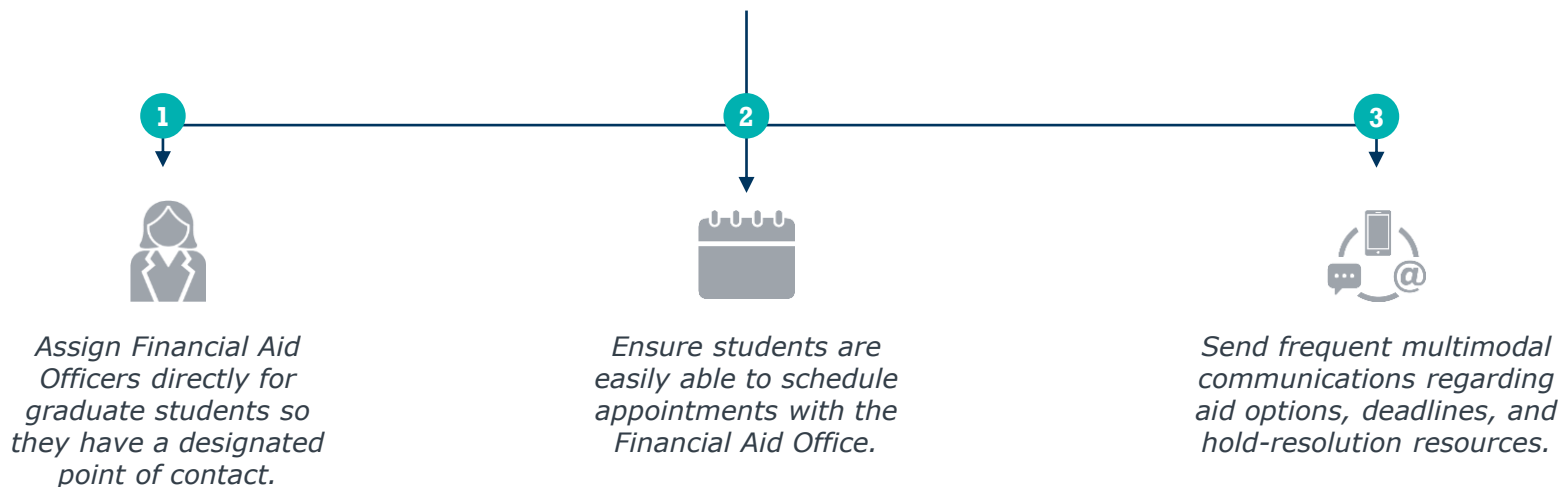 1
Assign Financial Aid
Officers directly for
graduate students so
they have a designated
point of contact.
2
Ensure students are
easily able to schedule
appointments with the
Financial Aid Office.
3
@
Send frequent multimodal
communications regarding
aid options, deadlines, and
hold-resolution resources.